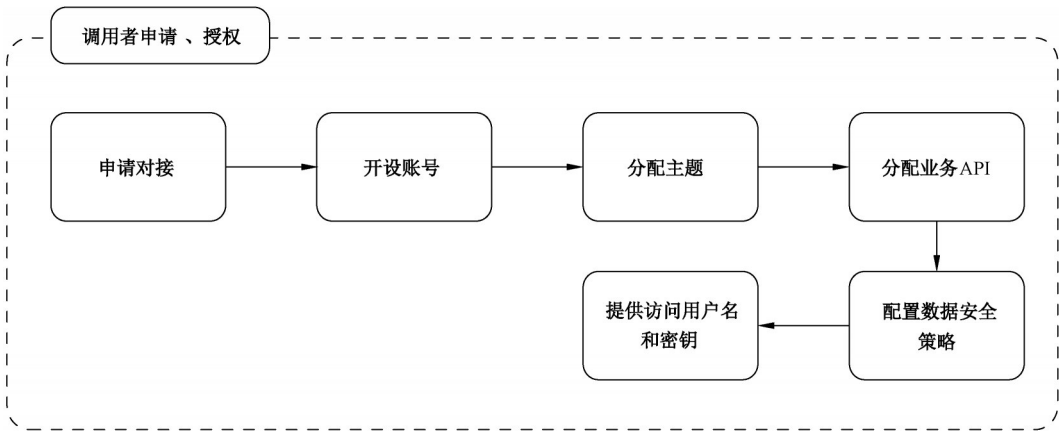 调用者申请、授权
申请对接
开设账号
分配主题
分配业务API
提供访问用户名
和密钥
配置数据安全
策略